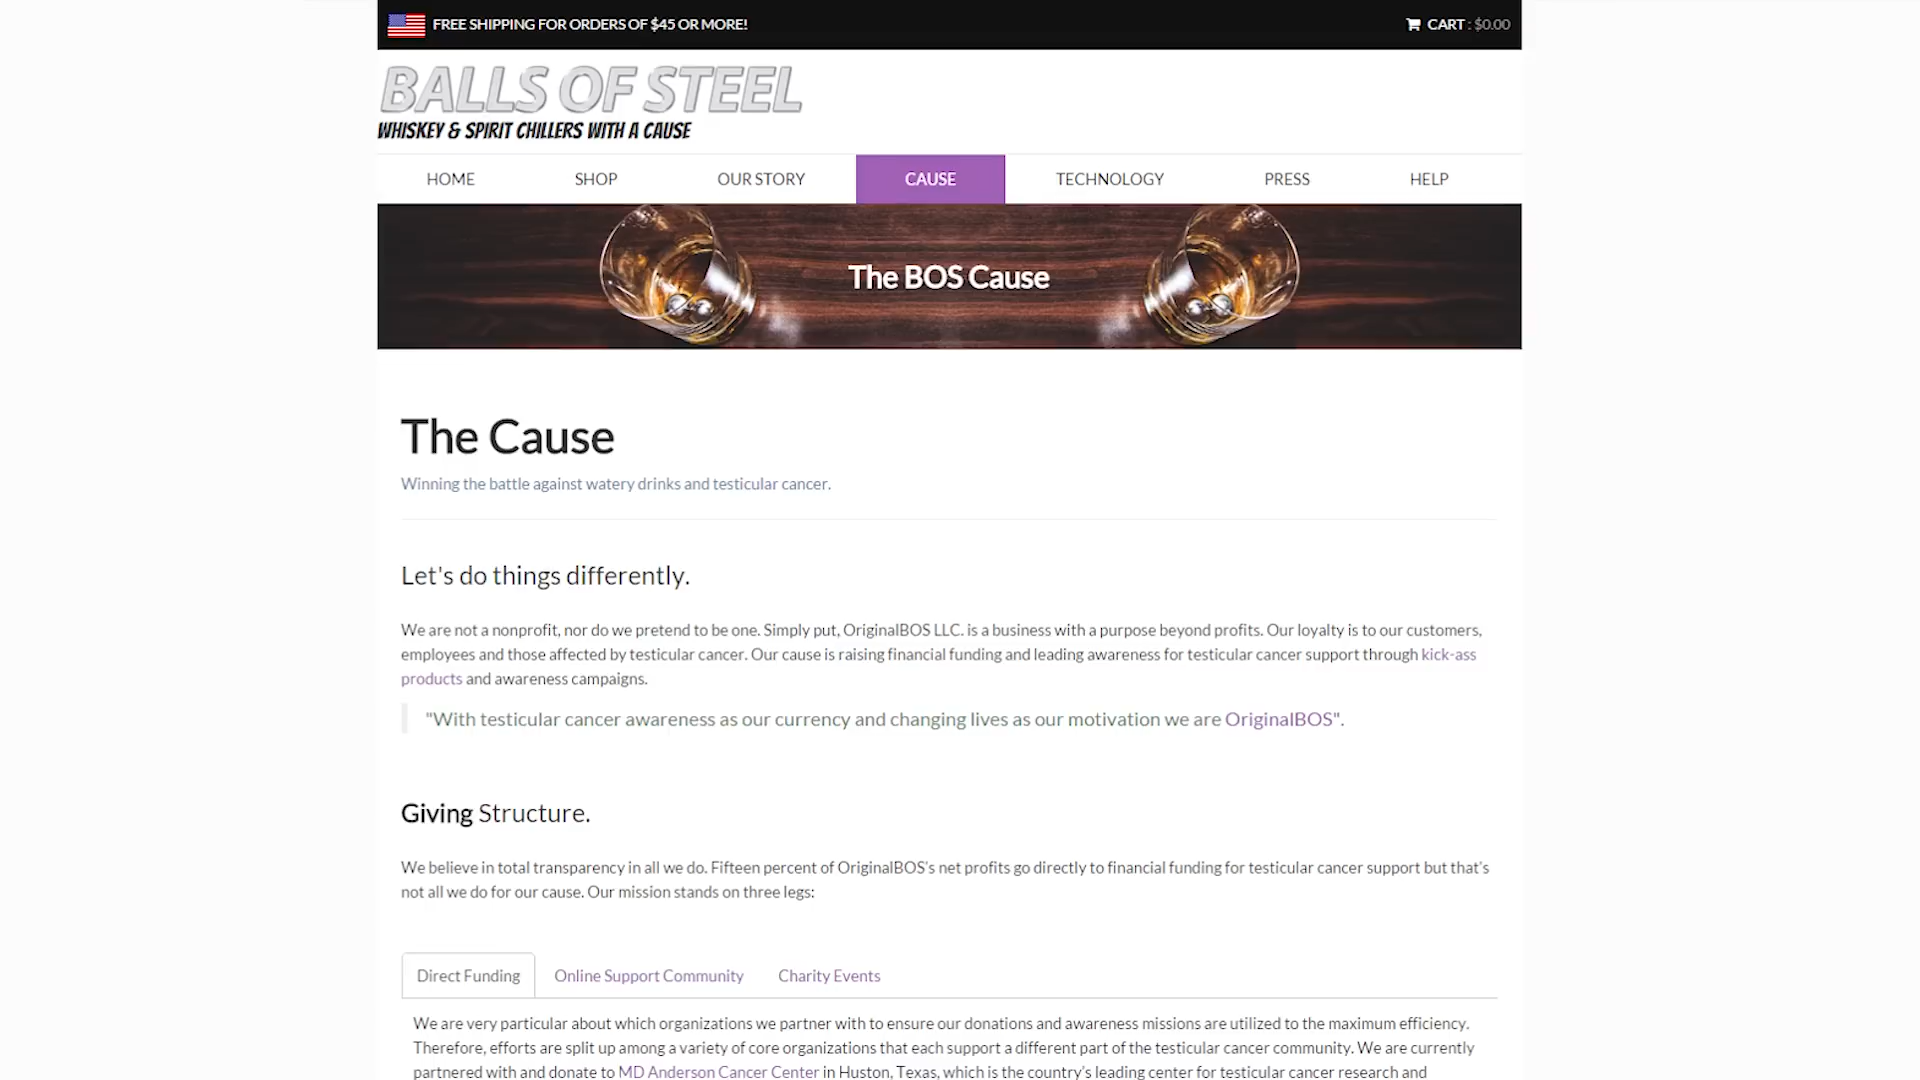 FREE SHIPPING FOR ORDERS OF $45 OR MORE!
CART : $0.00
BALLS OF STEEL
WHISKEY & SPIRIT CHILLERS WITH A CAUSE
HOME SHOP OUR STORY CAUSE TECHNOLOGY PRESS HELP
The BOS Cause
The Cause
Winning the battle against watery drinks and testicular cancer.
Let's do things differently.
We are not a nonprofit, nor do we pretend to be one. Simply put, OriginalBOS LLC. is a business with a purpose beyond profits. Our loyalty is to our customers,
employees and those affected by testicular cancer. Our cause is raising financial funding and leading awareness for testicular cancer support through kick-ass
products and awareness campaigns.
"With testicular cancer awareness as our currency and changing lives as our motivation we are OriginalBOS".
Giving Structure.
We believe in total transparency in all we do. Fifteen percent of OriginalBOS's net profits go directly to financial funding for testicular cancer support but that's
not all we do for our cause. Our mission stands on three legs:
Direct Funding Online Support Community Charity Events
We are very particular about which organizations we partner with to ensure our donations and awareness missions are utilized to the maximum efficiency.
Therefore, efforts are split up among a variety of core organizations that each support a different part of the testicular cancer community. We are currently
partnered with and donate to MD Anderson Cancer Center in Huston, Texas, which is the country's leading center for testicular cancer research and